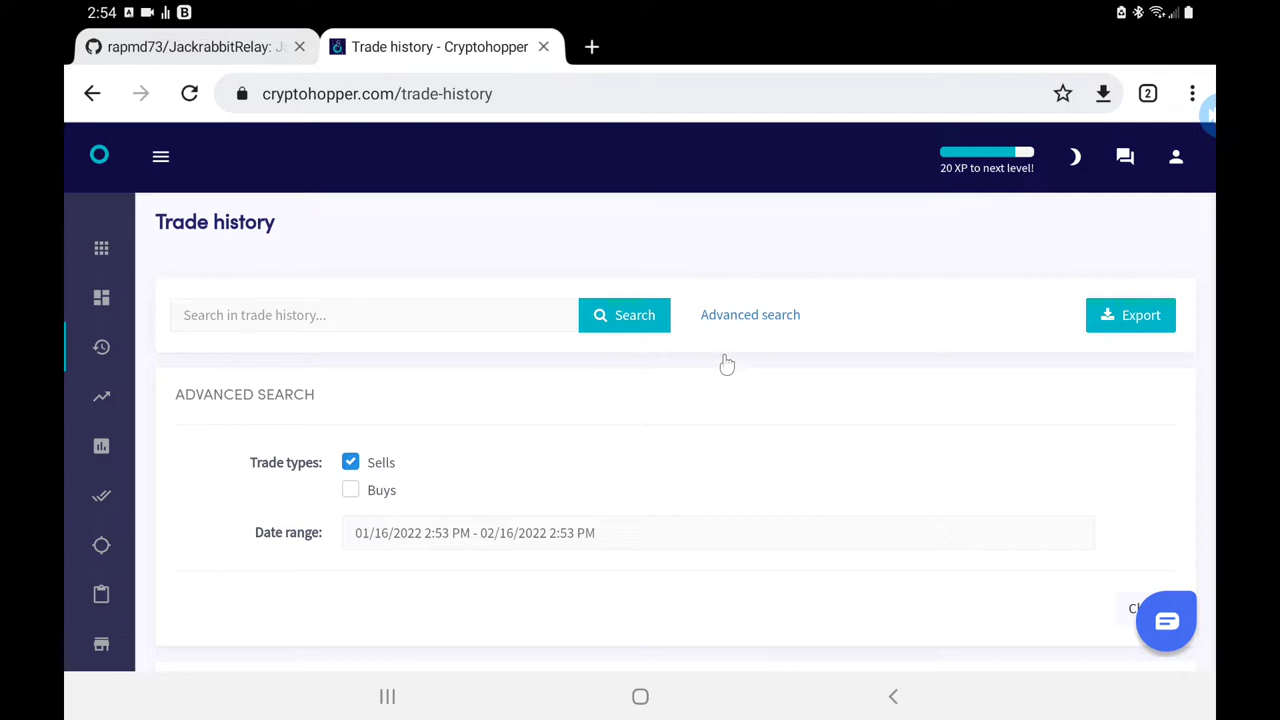 2:54 A B
rapmd73/JackrabbitRelay: J
Trade history - Cryptohopper
cryptohopper.com/trade-history
2
20 XP to next level!
Trade history
Search in trade history...
Search
Advanced search
Export
ADVANCED SEARCH
Trade types:
Sells
Buys
Date range:
01/16/2022 2:53 PM - 02/16/2022 2:53 PM